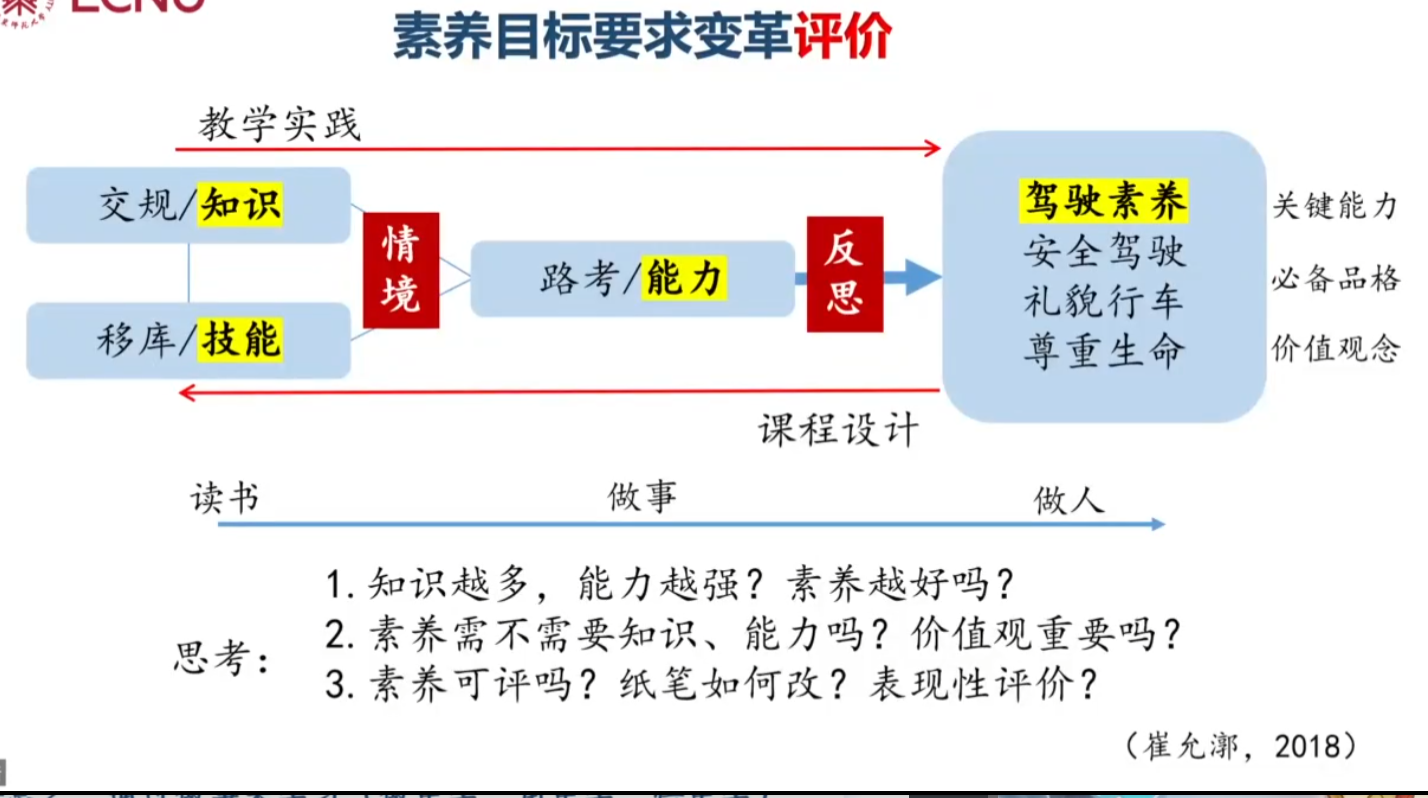 ECNU
素养目标要求变革评价
教学实践
交规/知识
移库/技能
情境
路考/能力
反思
驾驶素养
安全驾驶
礼貌行车
尊重生命
关键能力
必备品格
价值观念
课程设计
读书
做事
做人
思考：
1. 知识越多，能力越强？素养越好吗？
2. 素养需不需要知识、能力吗？价值观重要吗？
3. 素养可评吗？纸笔如何改？表现性评价？
（崔允漷，2018）